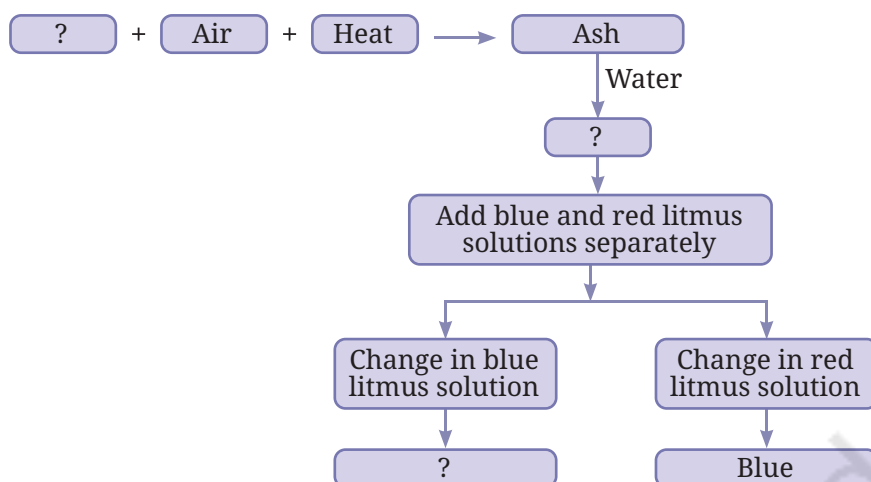 ? + Air + Heat Ash
Water
?
Add blue and red litmus
solutions separately
Change in blue
litmus solution
Change in red
litmus solution
?
Blue